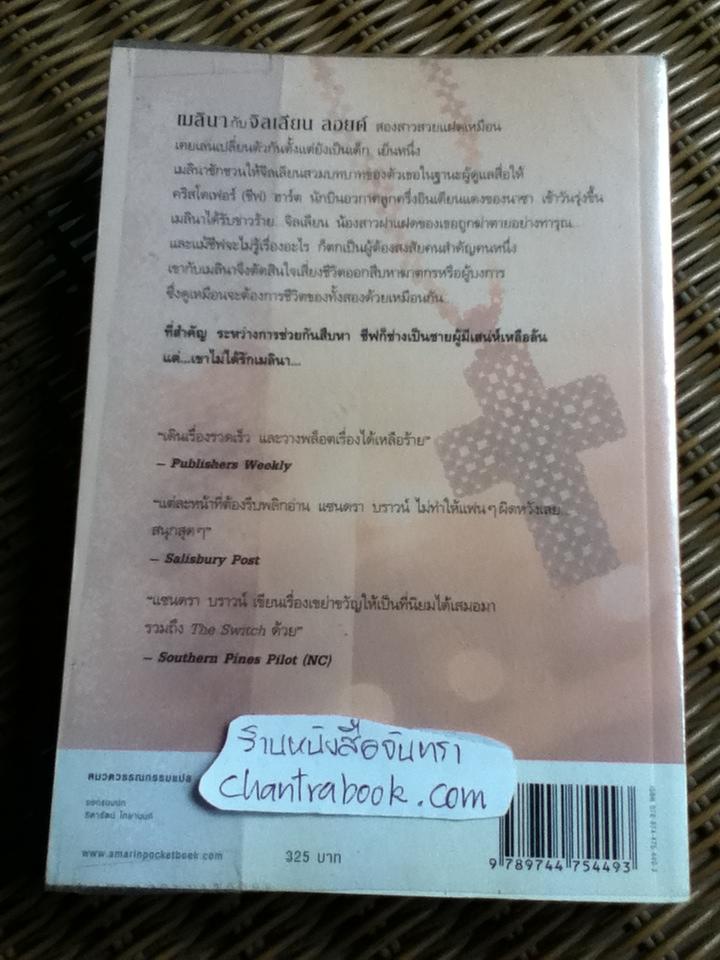 เมลินา กับ จิลเลียน ลอยด์ สองสาวสวยแฝดเหมือน
เคยเล่นเปลี่ยนตัวกันตั้งแต่ยังเป็นเด็ก เย็นหนึ่ง
เมลินาชักชวนให้จิลเลียนสวมบทบาทของตัวเธอในฐานะผู้ดูแลสื่อให้
คริสโตเฟอร์ (ชีฟ) ฮาร์ต นักบินอวกาศลูกครึ่งอินเดียนแดงของนาซา เช้าวันรุ่งขึ้น
เมลินาได้รับข่าวร้าย...จิลเลียน น้องสาวฝาแฝดของเธอถูกฆ่าตายอย่างทารุณ...
และแม้ชีฟจะไม่รู้เรื่องอะไร ก็ตกเป็นผู้ต้องสงสัยคนสำคัญคนหนึ่ง
เขากับเมลินาจึงตัดสินใจเสี่ยงชีวิตออกสืบหาฆาตกรหรือผู้บงการ
ซึ่งดูเหมือนจะต้องการชีวิตของทั้งสองด้วยเหมือนกัน...
ที่สำคัญ ระหว่างการช่วยกันสืบหา ชีฟก็ช่างเป็นชายผู้มีเสน่ห์เหลือล้น
แต่...เขาไม่ได้รักเมลินา...
"เดินเรื่องรวดเร็ว และวางพล็อตเรื่องได้เหลือร้าย"
– Publishers Weekly
"แต่ละหน้าที่ต้องรีบพลิกอ่าน แซนดรา บราวน์ ไม่ทำให้แฟนๆ ผิดหวังเลย...
สนุกสุดๆ"
– Salisbury Post
"แซนดรา บราวน์ เขียนเรื่องเขย่าขวัญให้เป็นที่นิยมได้เสมอมา
รวมถึง The Switch ด้วย"
– Southern Pines Pilot (NC)
ร้านหนังสือจันทรา
chantrabook.com
หมวดวรรณกรรมแปล
ออกแบบปก
www.amarinpocketbook.com
325 บาท
9 789744 754493